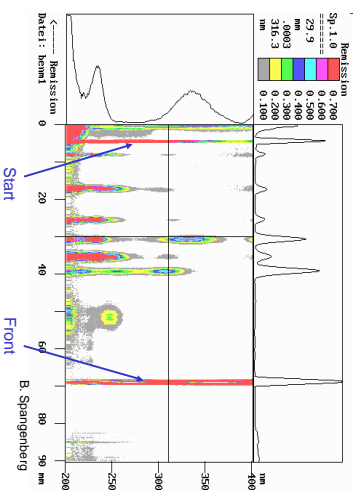 Remission
Sp.1.0
0.700
0.600
======
0.500
29.9
0.400
mm
0.300
.0003
0.200
316.3
0.100
nm
<---- Remission
Datei: benm1
0
20
40
60
80
90 mm
200
250
300
350
400
nm
Start
Front
B. Spangenberg